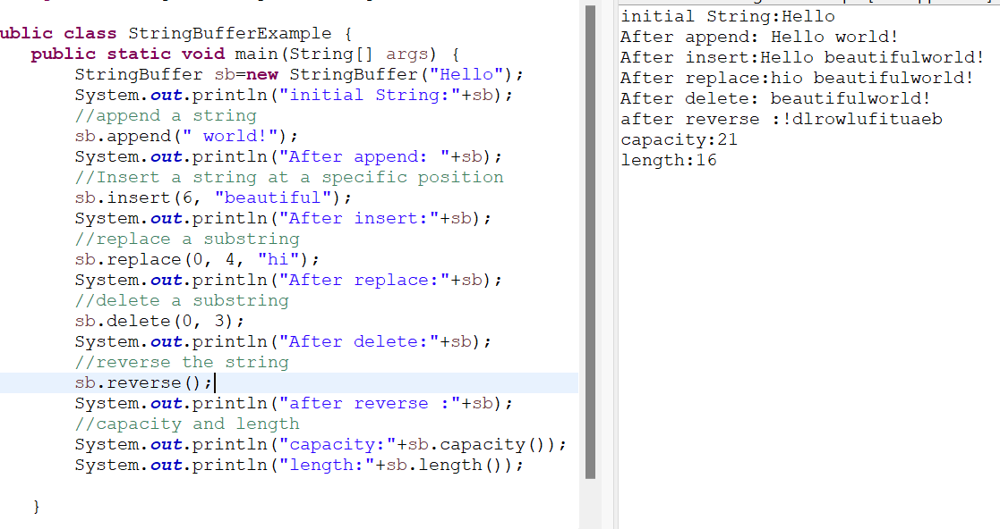 ublic class StringBufferExample {
public static void main(String[] args) {
StringBuffer sb=new StringBuffer("Hello");
System.out.println("initial String:"+sb);
//append a string
sb.append(" world!");
System.out.println("After append: "+sb);
//Insert a string at a specific position
sb.insert(6, "beautiful");
System.out.println("After insert:"+sb);
//replace a substring
sb.replace(0, 4, "hi");
System.out.println("After replace:"+sb);
//delete a substring
sb.delete(0, 3);
System.out.println("After delete:"+sb);
//reverse the string
sb.reverse();
System.out.println("after reverse :"+sb);
//capacity and length
System.out.println("capacity:"+sb.capacity());
System.out.println("length:"+sb.length());
}
initial String:Hello
After append: Hello world!
After insert:Hello beautifulworld!
After replace:hio beautifulworld!
After delete: beautifulworld!
after reverse :!dlrowlufituaeb
capacity:21
length:16